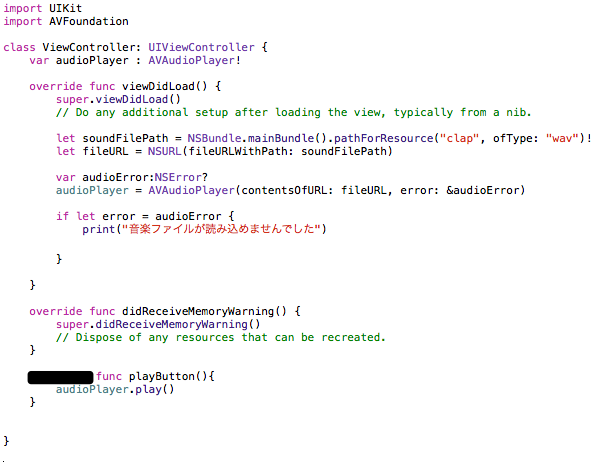 import UIKit
import AVFoundation
class ViewController: UIViewController {
var audioPlayer : AVAudioPlayer!
override func viewDidLoad() {
super.viewDidLoad()
// Do any additional setup after loading the view, typically from a nib.
let soundFilePath = NSBundle.mainBundle().pathForResource("clap", ofType: "wav")!
let fileURL = NSURL(fileURLWithPath: soundFilePath)
var audioError:NSError?
audioPlayer = AVAudioPlayer(contentsOfURL: fileURL, error: &audioError)
if let error = audioError {
print("音楽ファイルが読み込めませんでした")
}
}
override func didReceiveMemoryWarning() {
super.didReceiveMemoryWarning()
// Dispose of any resources that can be recreated.
}
func playButton(){
audioPlayer.play()
}
}